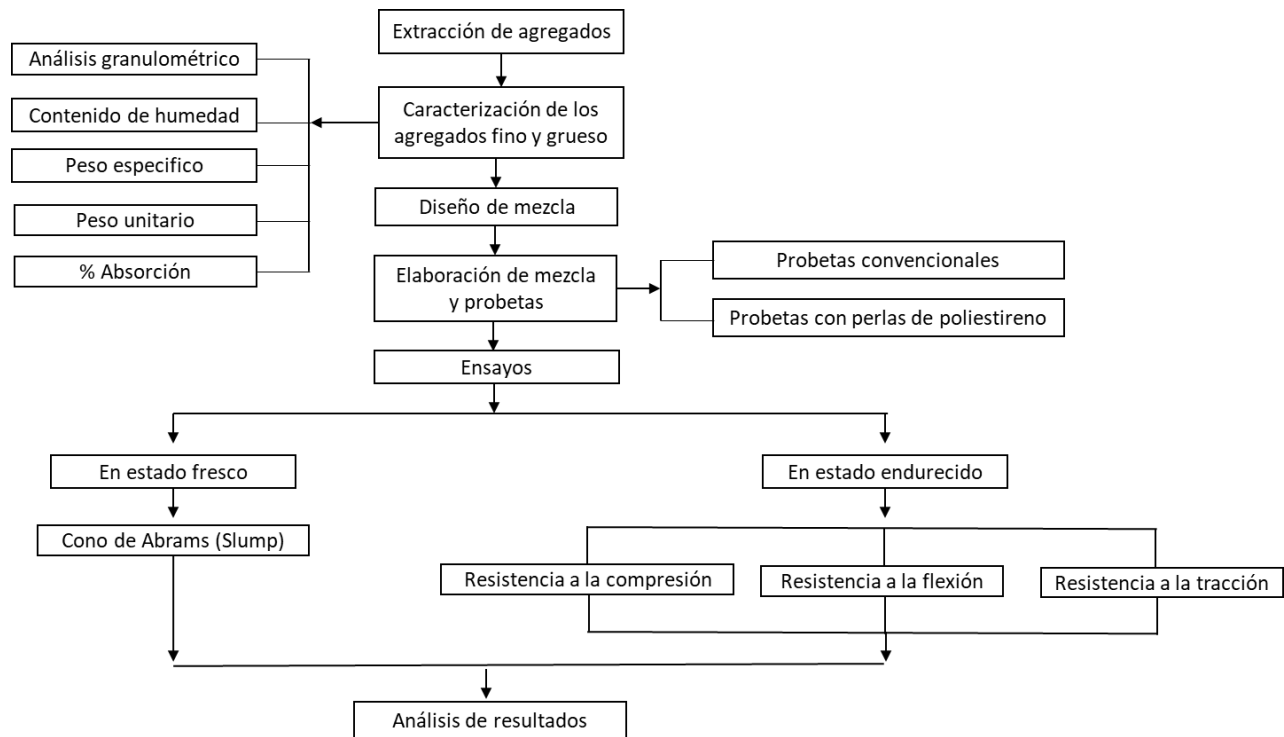 Extracción de agregados
Análisis granulométrico
Contenido de humedad
Peso especifico
Peso unitario
% Absorción
Caracterización de los
agregados fino y grueso
Diseño de mezcla
Elaboración de mezcla
y probetas
Probetas convencionales
Probetas con perlas de poliestireno
Ensayos
En estado fresco
En estado endurecido
Cono de Abrams (Slump)
Resistencia a la compresión
Resistencia a la flexión
Resistencia a la tracción
Análisis de resultados